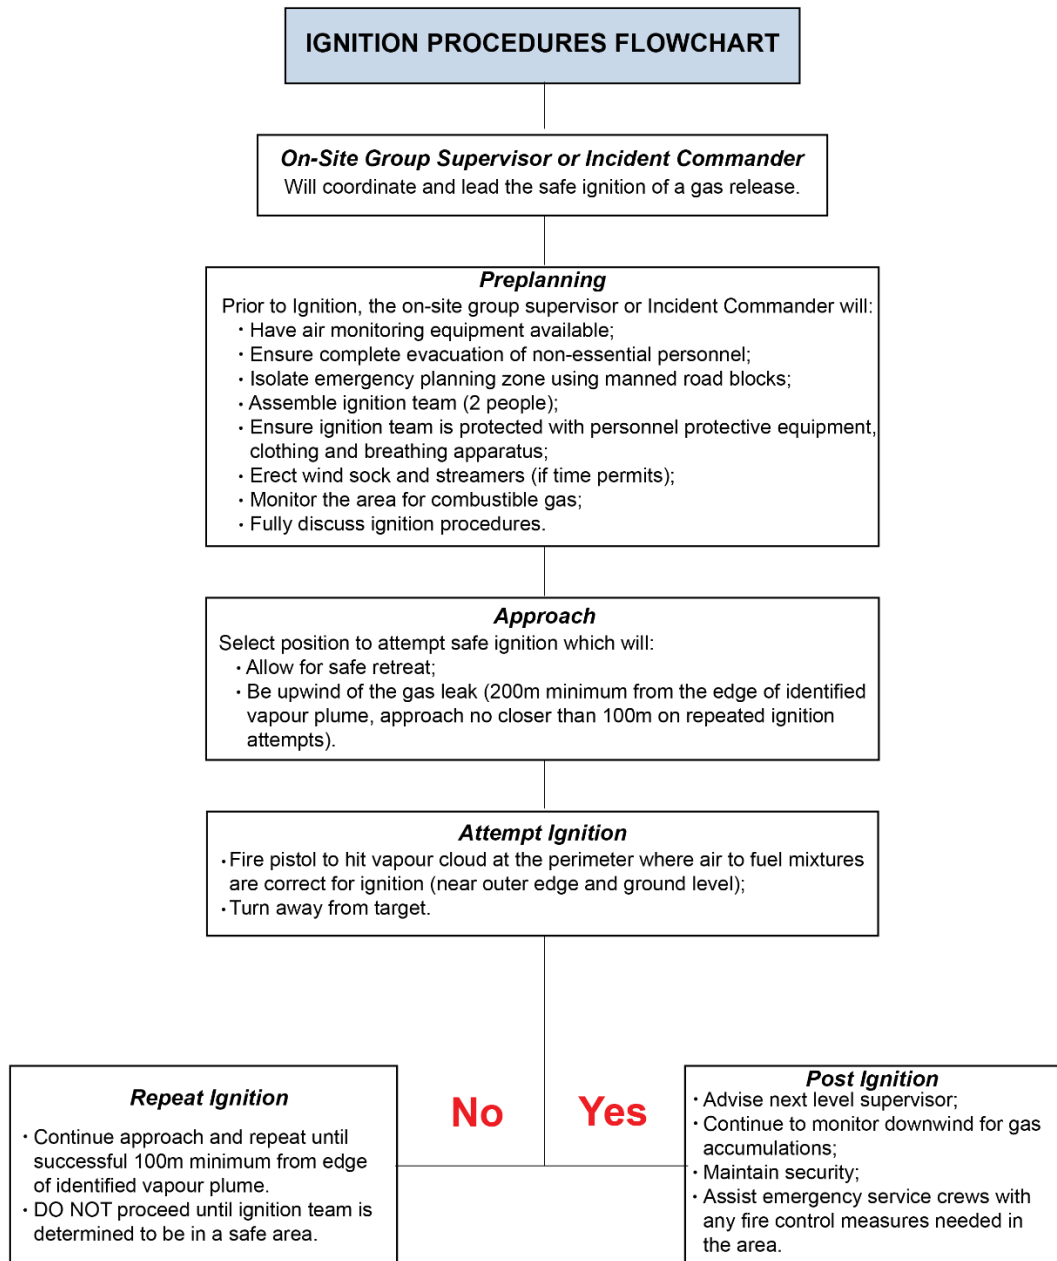 IGNITION PROCEDURES FLOWCHART
On-Site Group Supervisor or Incident Commander
Will coordinate and lead the safe ignition of a gas release.
Preplanning
Prior to Ignition, the on-site group supervisor or Incident Commander will:
· Have air monitoring equipment available;
· Ensure complete evacuation of non-essential personnel;
· Isolate emergency planning zone using manned road blocks;
· Assemble ignition team (2 people);
· Ensure ignition team is protected with personnel protective equipment,
clothing and breathing apparatus;
· Erect wind sock and streamers (if time permits);
· Monitor the area for combustible gas;
· Fully discuss ignition procedures.
Approach
Select position to attempt safe ignition which will:
· Allow for safe retreat;
· Be upwind of the gas leak (200m minimum from the edge of identified
vapour plume, approach no closer than 100m on repeated ignition
attempts).
Attempt Ignition
· Fire pistol to hit vapour cloud at the perimeter where air to fuel mixtures
are correct for ignition (near outer edge and ground level);
· Turn away from target.
Repeat Ignition
· Continue approach and repeat until
successful 100m minimum from edge
of identified vapour plume.
· DO NOT proceed until ignition team is
determined to be in a safe area.
No
Yes
Post Ignition
· Advise next level supervisor;
· Continue to monitor downwind for gas
accumulations;
· Maintain security;
· Assist emergency service crews with
any fire control measures needed in
the area.